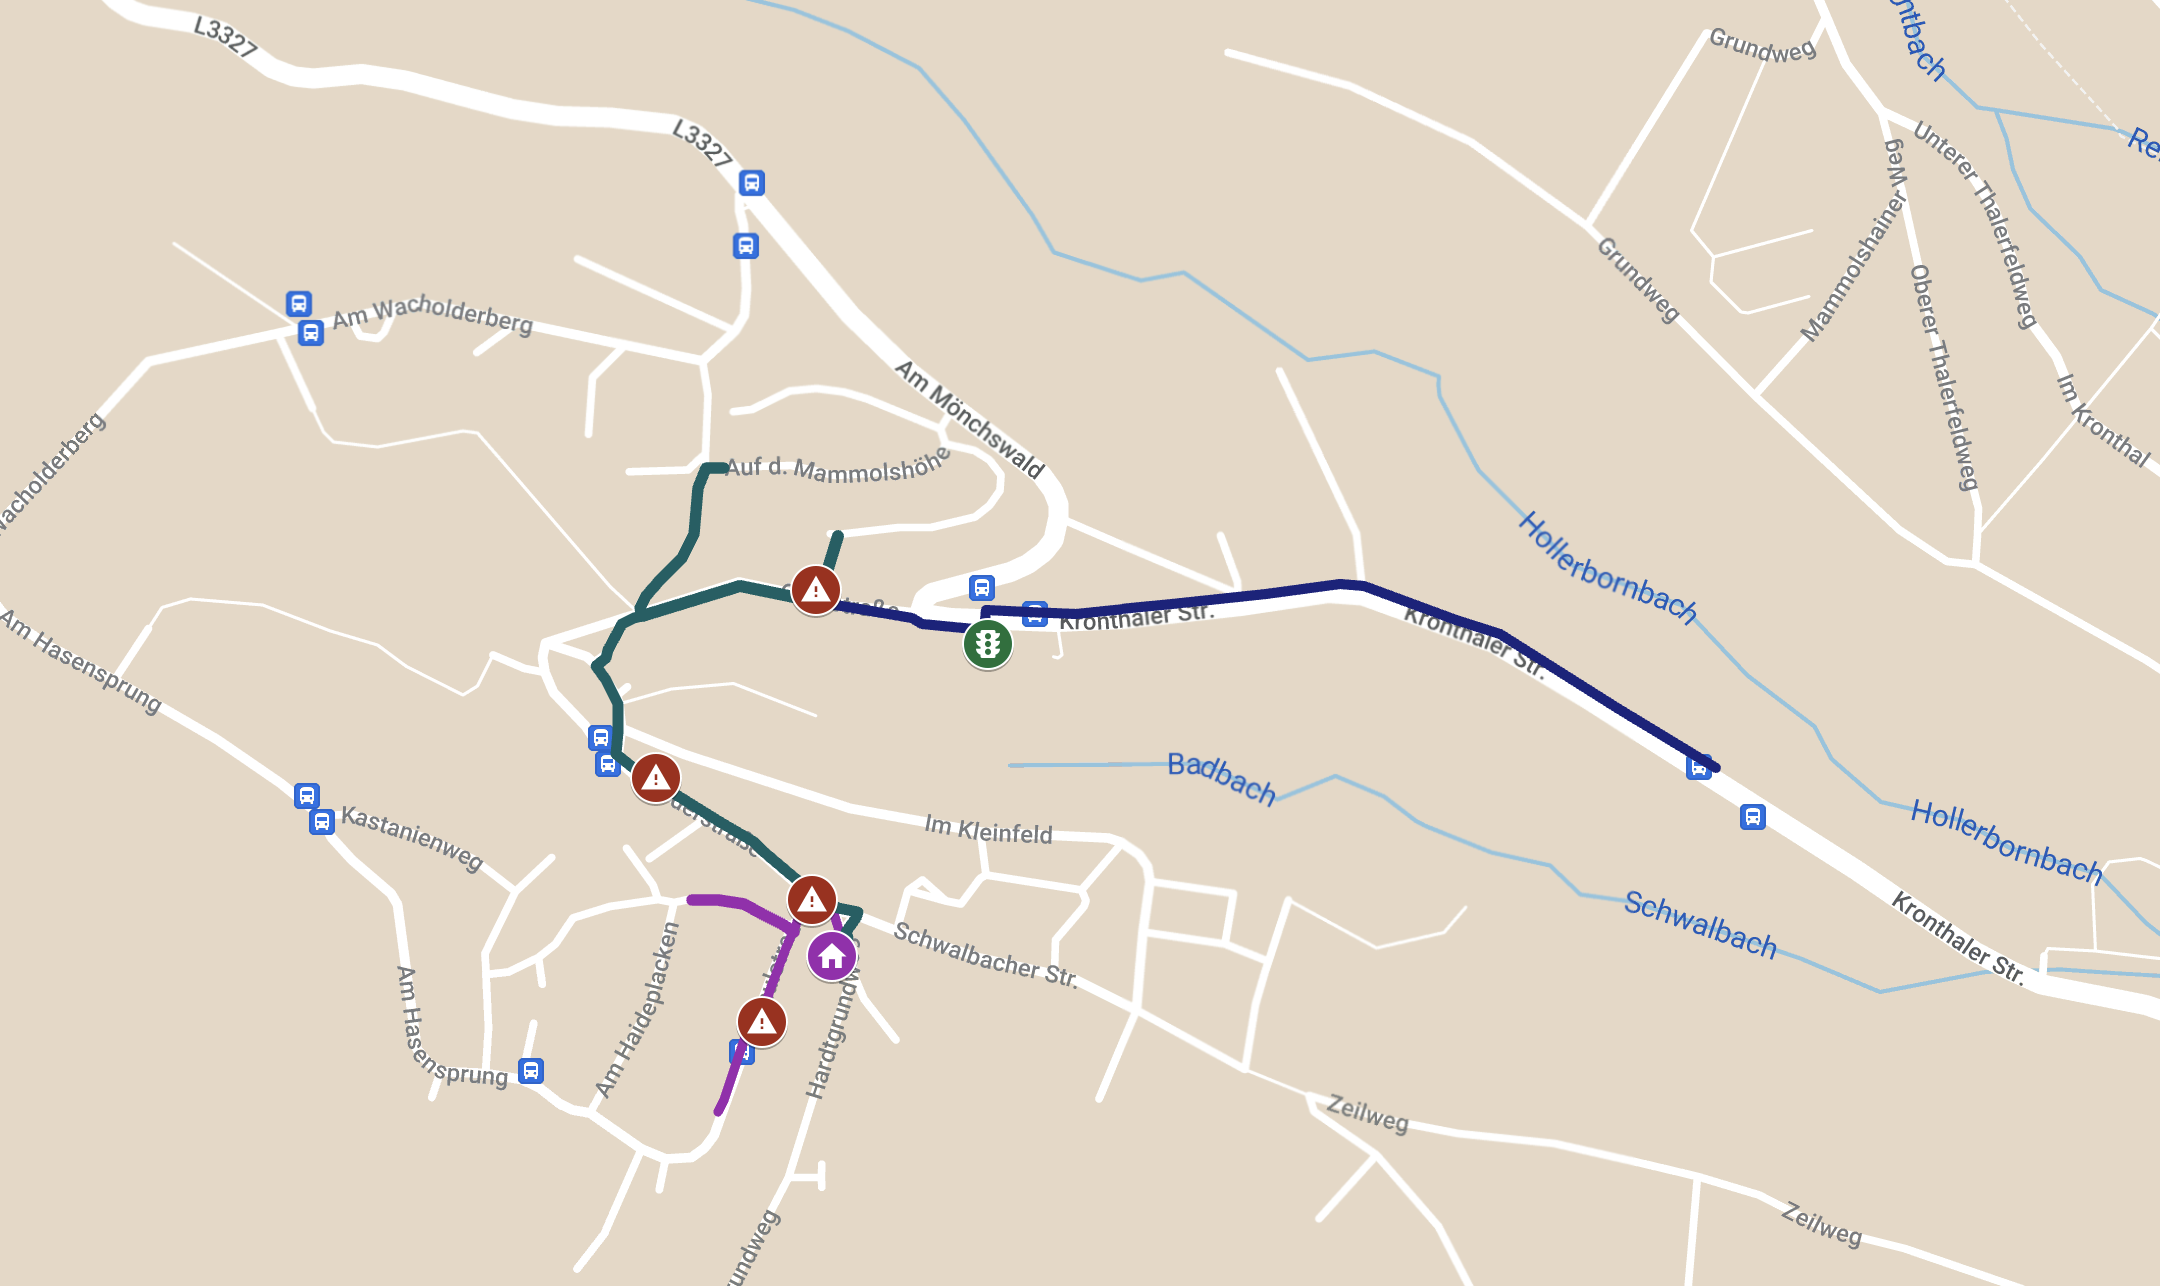 L3327
L3327
Grundweg
Unterer Thalerfeldweg
Mammolshainer Weg
Am Wacholderberg
Grundweg
Oberer Thalerfeldweg
Am Mönchswald
Im Kronthal
Auf d. Mammolshöhe
Hollerbornbach
Kronthaler Str.
Kronthaler Str.
Am Hasensprung
Badbach
Kastanienweg
Im Kleinfeld
Hollerbornbach
Schwalbach
Schwalbacher Str.
Kronthaler Str.
Am Haideplacken
Am Hasensprung
Zeilweg
Zeilweg